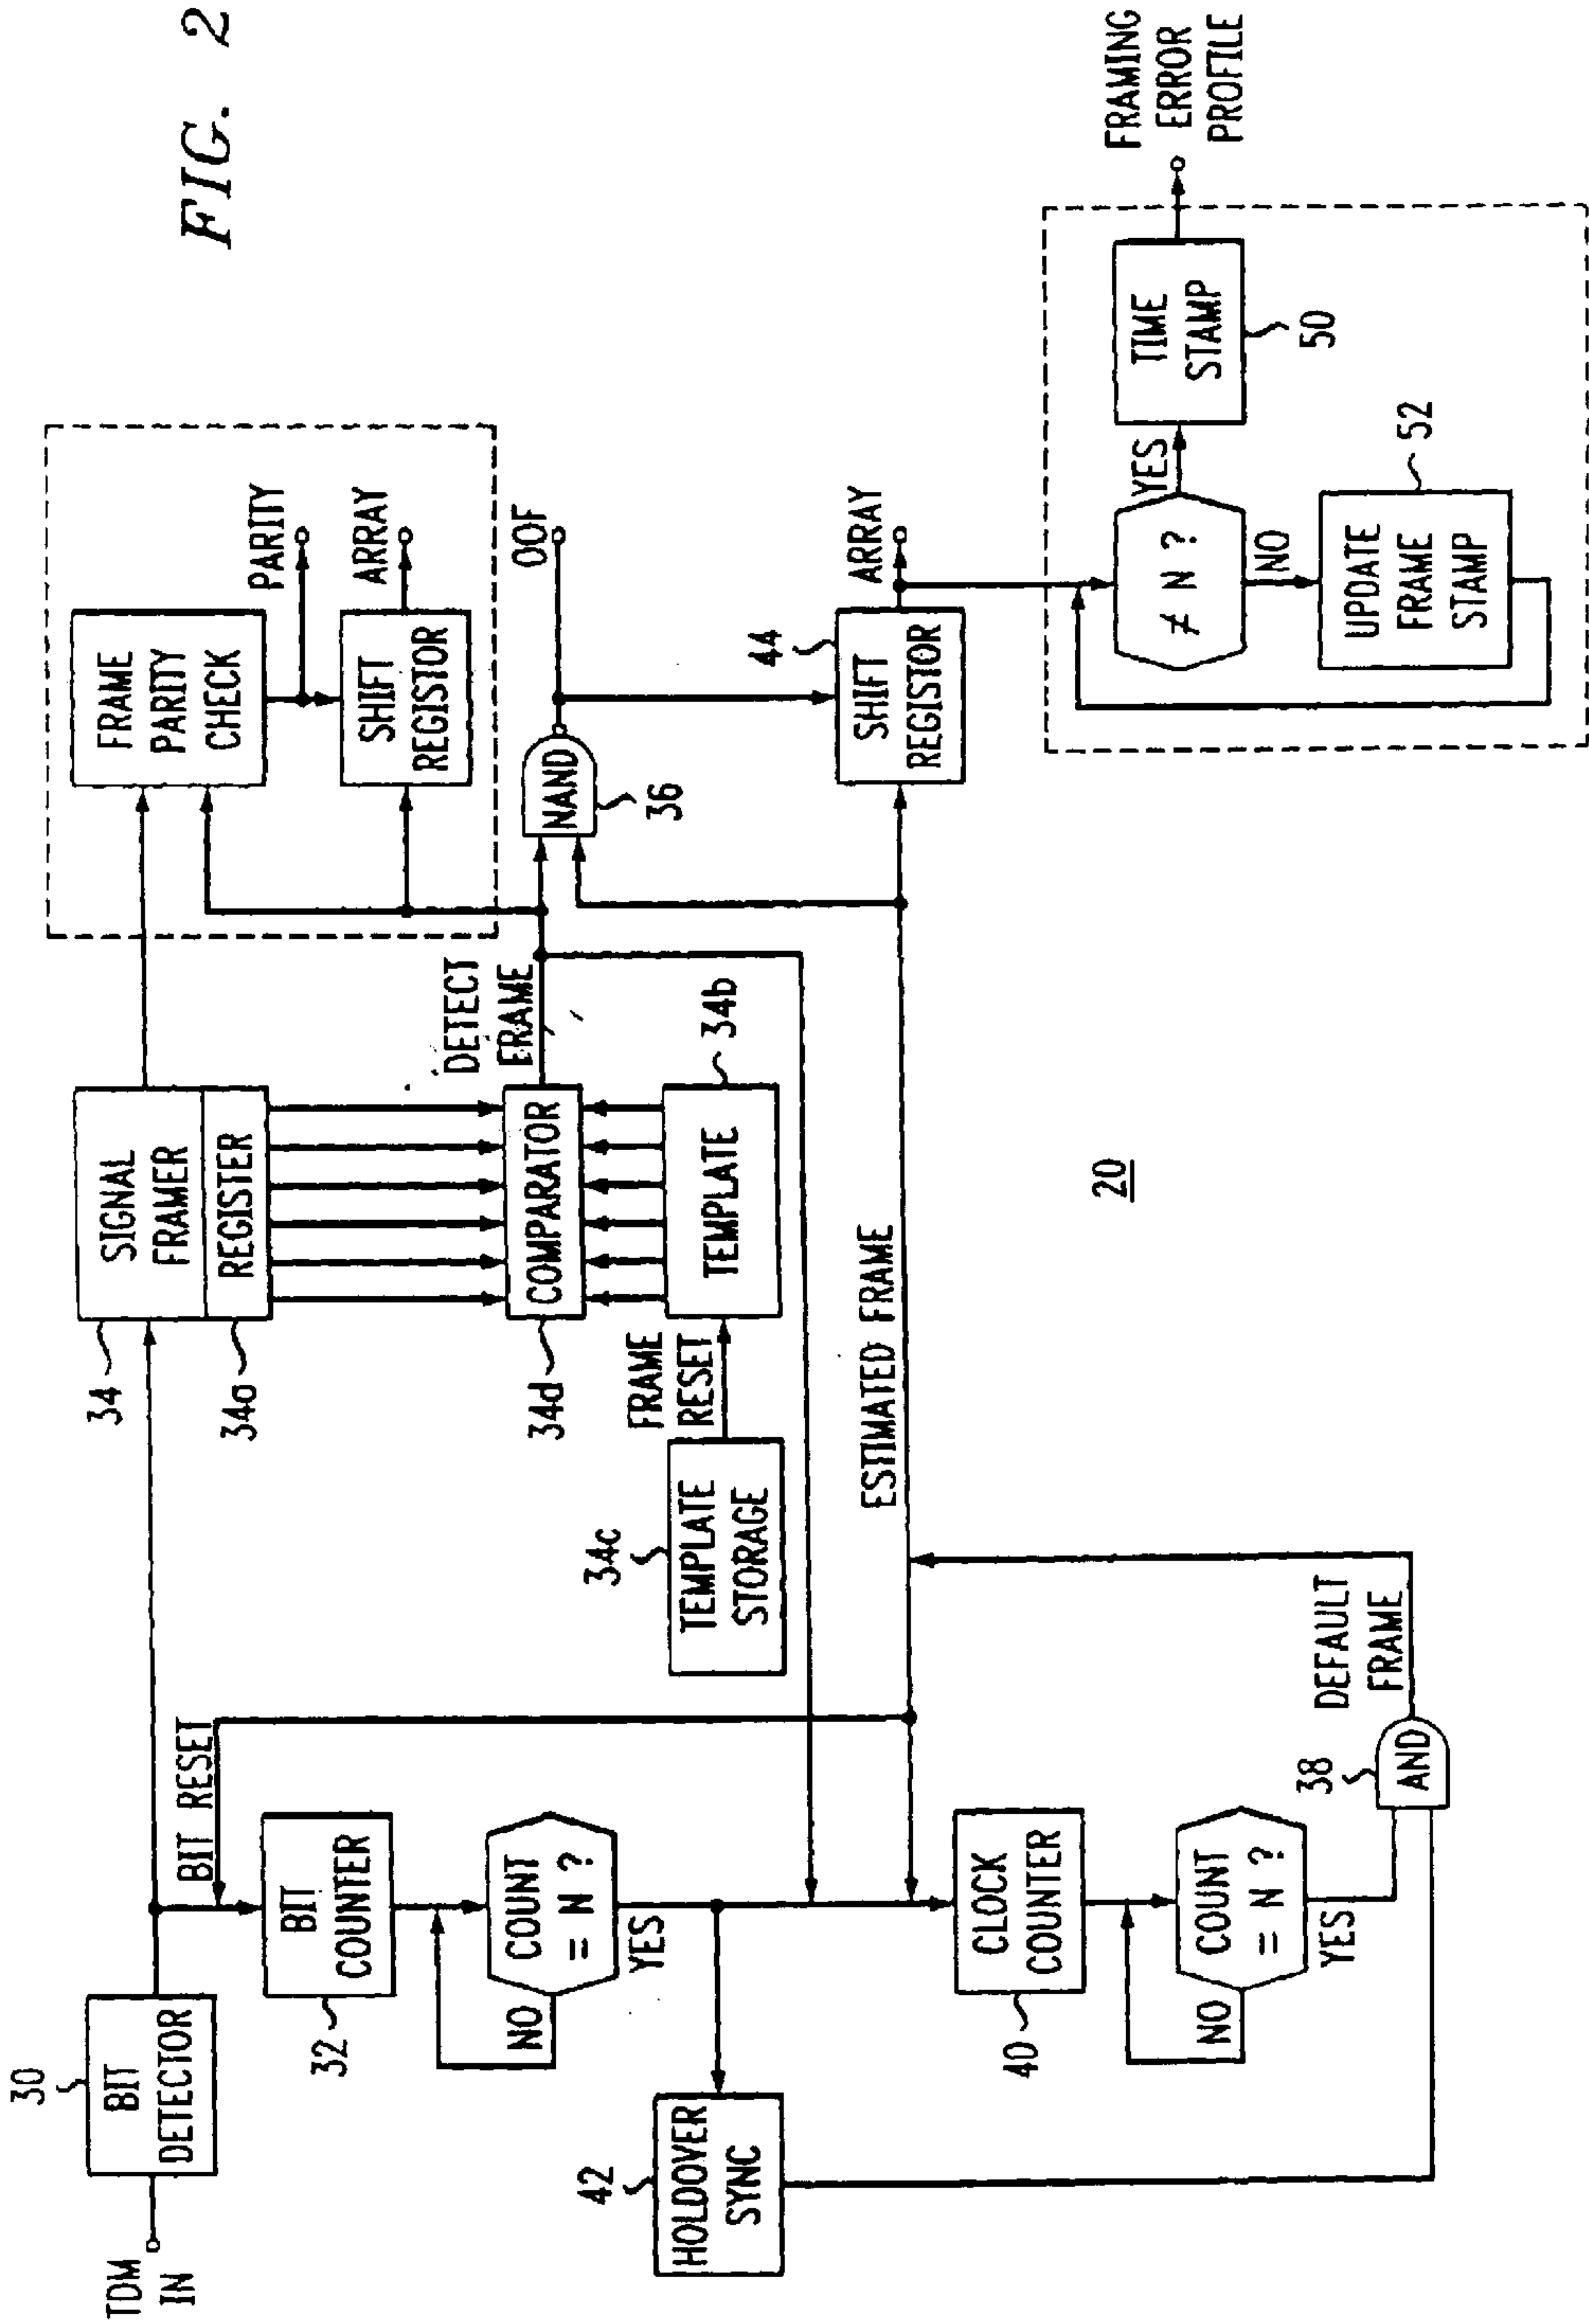 FIG. 2
TDM
IN
30
BIT
DETECTOR
BIT RESET
32
BIT
COUNTER
NO
COUNT
= N ?
YES
42
HOLDOVER
SYNC
40
CLOCK
COUNTER
NO
COUNT
= N ?
YES
38
AND
DEFAULT
FRAME
34
SIGNAL
FRAMER
34a
REGISTER
34d
COMPARATOR
DETECT
FRAME
FRAME
RESET
TEMPLATE
34b
34c
TEMPLATE
STORAGE
ESTIMATED FRAME
20
FRAME
PARITY
CHECK
PARITY
SHIFT
REGISTOR
ARRAY
NAND
36
OOF
44
SHIFT
REGISTOR
ARRAY
≠ N ?
YES
NO
TIME
STAMP
50
UPDATE
FRAME
STAMP
52
FRAMING
ERROR
PROFILE